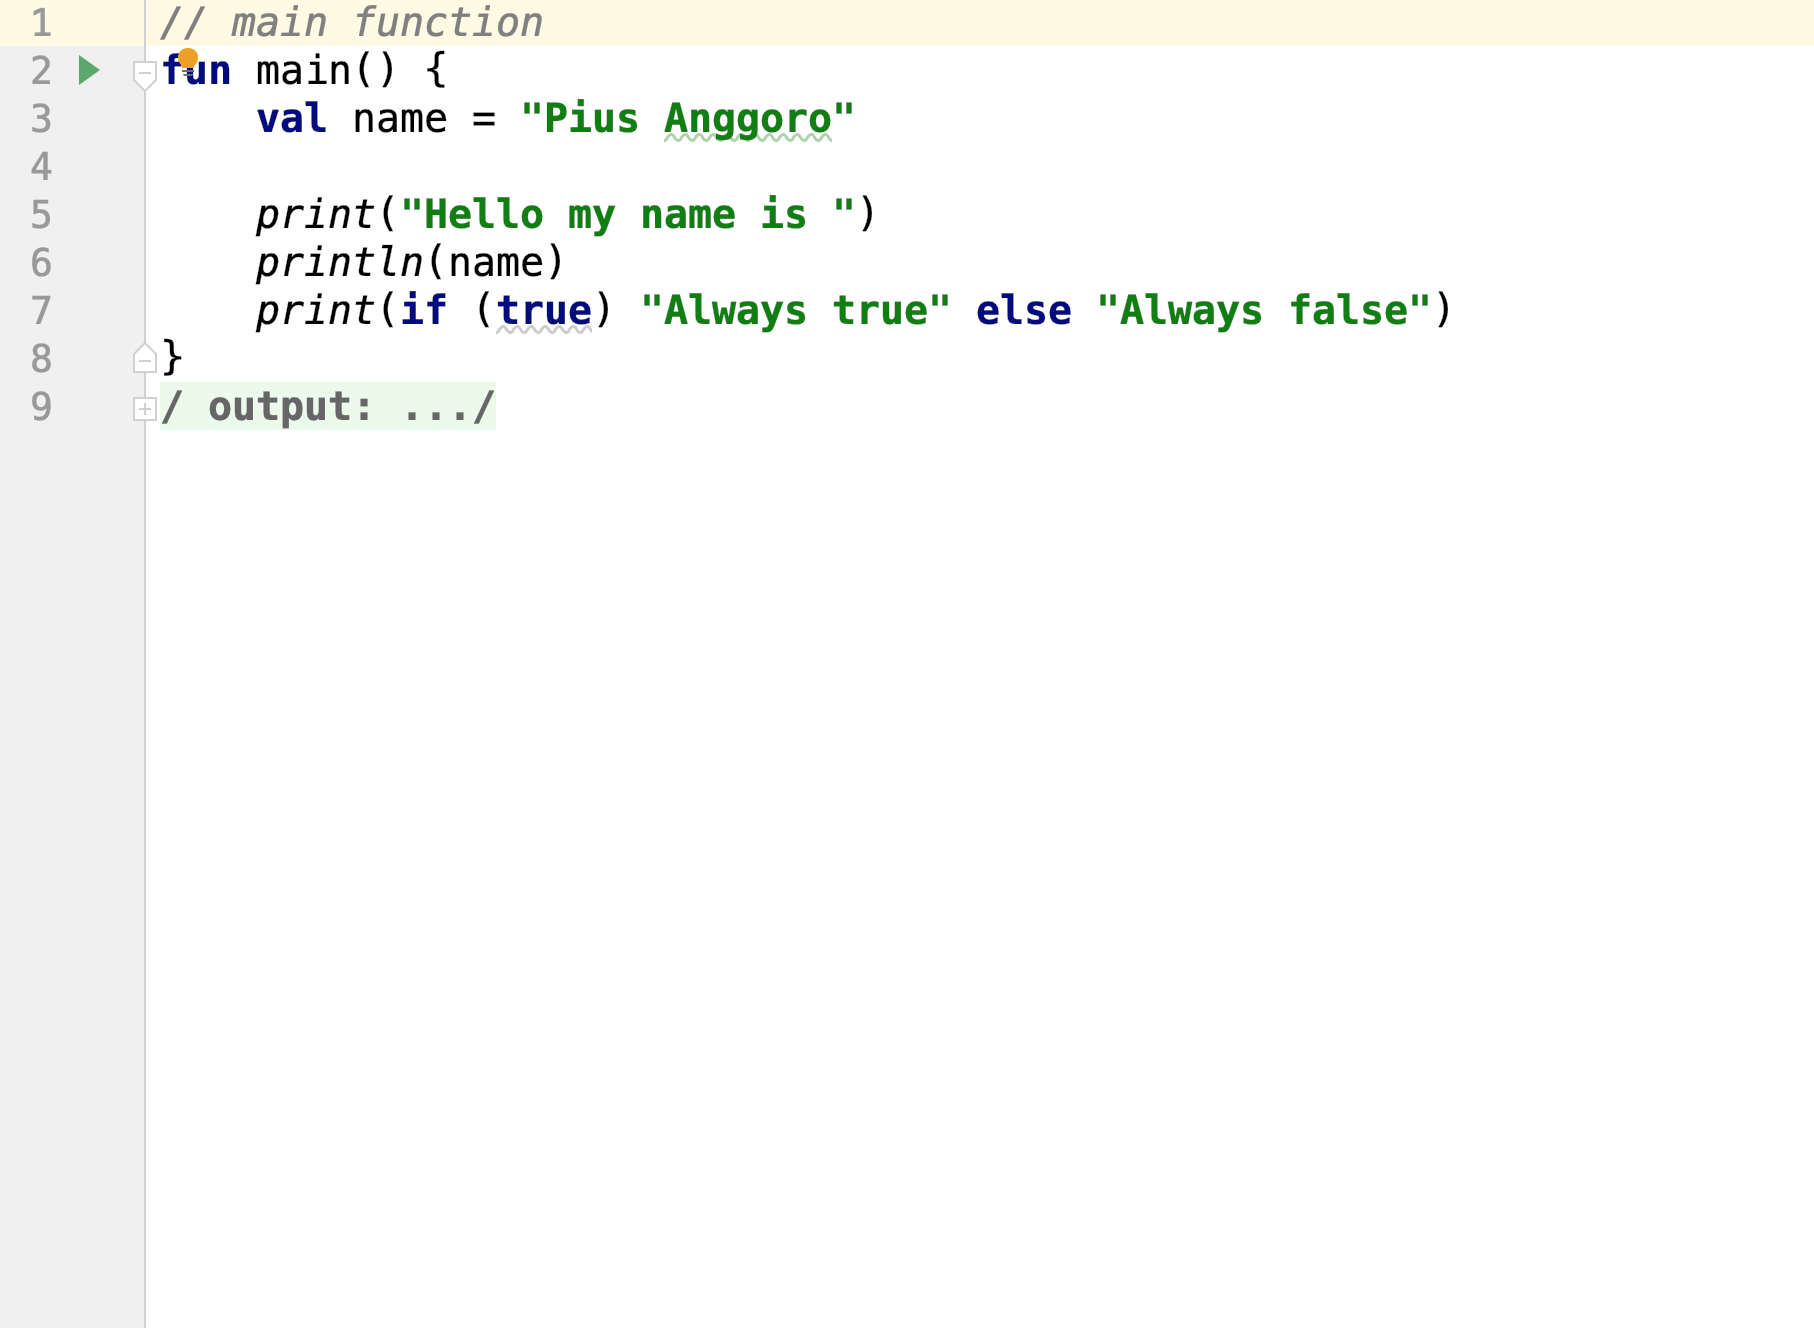 1 // main function
2 fun main() {
3     val name = "Pius Anggoro"
4
5     print("Hello my name is ")
6     println(name)
7     print(if (true) "Always true" else "Always false")
8 }
9 / output: .../